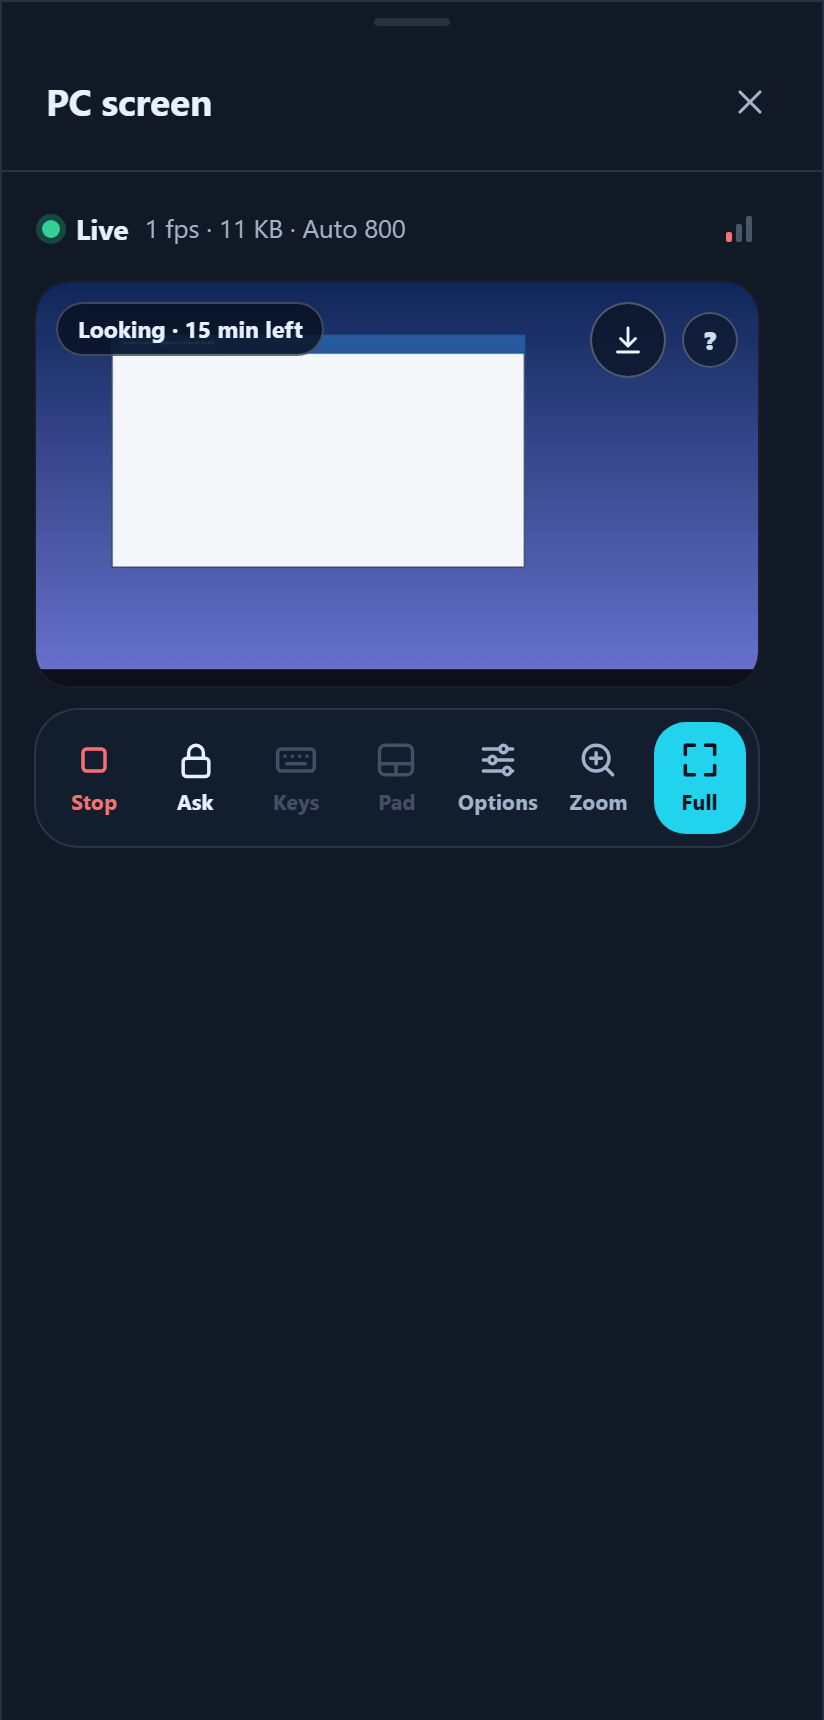 PC screen
Live 1 fps · 11 KB · Auto 800
Looking · 15 min left
?
Stop Ask Keys Pad Options Zoom Full